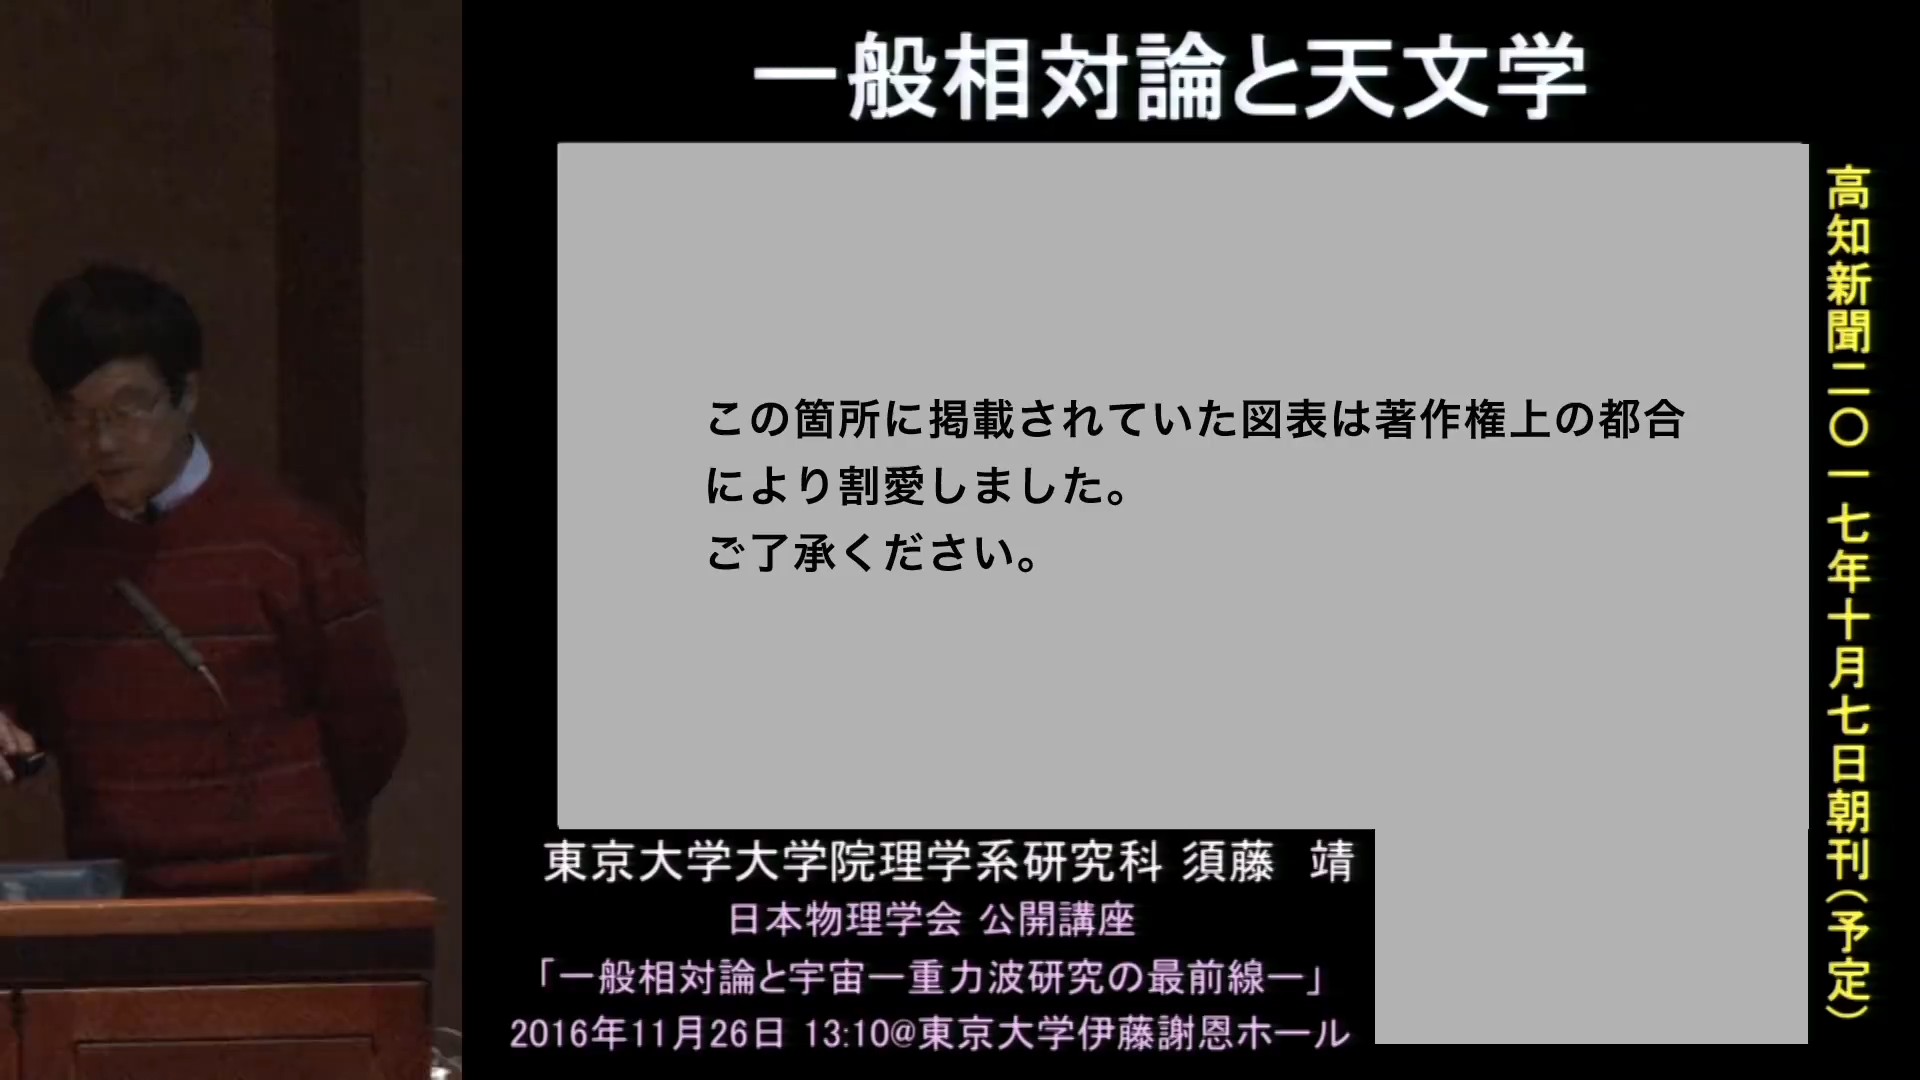 一般相対論と天文学
この箇所に掲載されていた図表は著作権上の都合
により割愛しました。
ご了承ください。
高知新聞二〇一七年十月七日朝刊(予定)
東京大学大学院理学系研究科 須藤　靖
日本物理学会 公開講座
「一般相対論と宇宙ー重力波研究の最前線ー」
2016年11月26日 13:10@東京大学伊藤謝恩ホール